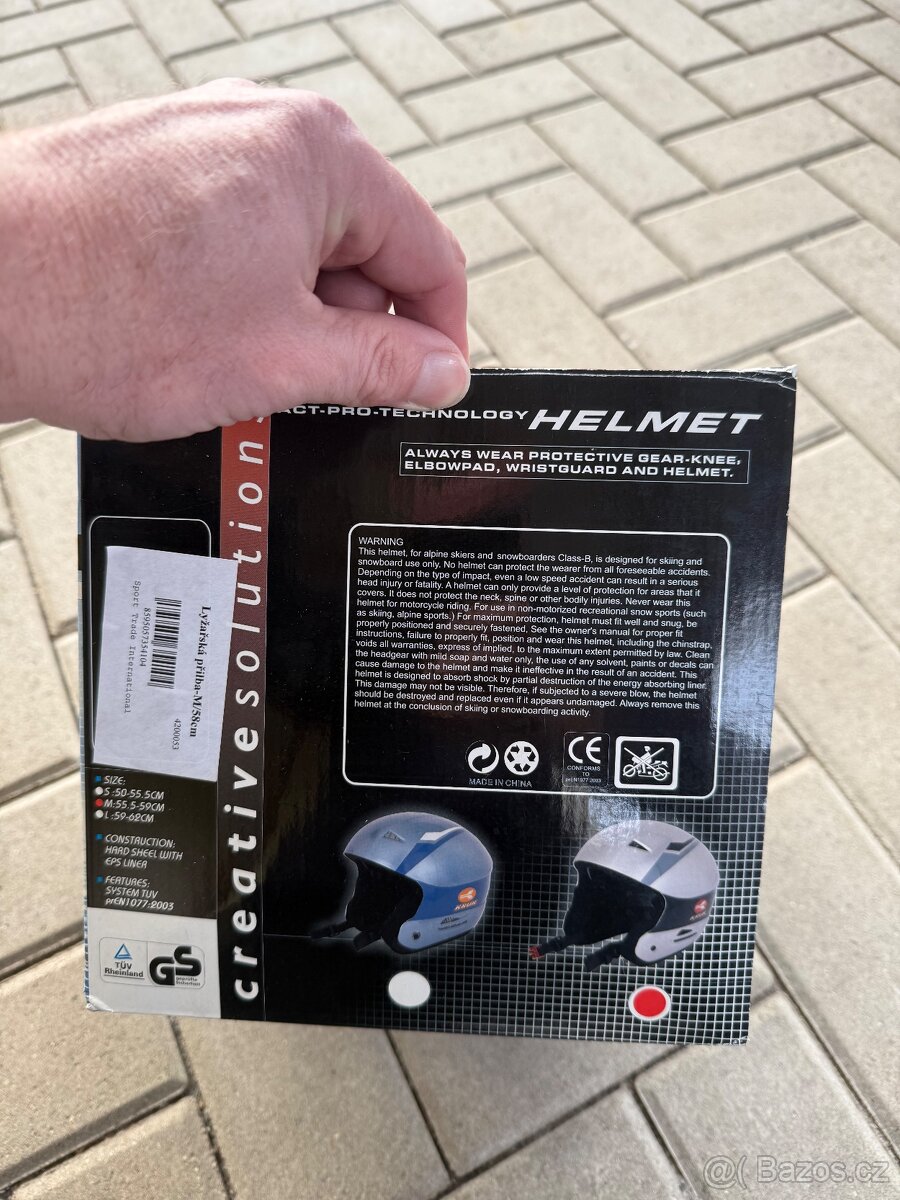 ACT-PRO-TECHNOLOGY HELMET
ALWAYS WEAR PROTECTIVE GEAR-KNEE,
ELBOWPAD, WRISTGUARD AND HELMET.
creativesolutions
WARNING
This helmet, for alpine skiers and snowboarders Class-B, is designed for skiing and
snowboard use only. No helmet can protect the wearer from all foreseeable accidents.
Depending on the type of impact, even a low speed accident can result in a serious
head injury or fatality. A helmet can only provide a level of protection for areas that it
covers. It does not protect the neck, spine or other bodily injuries. Never wear this
helmet for motorcycle riding. For use in non-motorized recreational snow sports (such
as skiing, alpine sports.) For maximum protection, helmet must fit well and snug, be
properly positioned and securely fastened, See the owner's manual for proper fit
instructions, failure to properly fit, position and wear this helmet, including the chinstrap,
voids all warranties, express of implied, to the maximum extent permitted by law. Clean
the headgear with mild soap and water only, the use of any solvent, paints or decals can
cause damage to the helmet and make it ineffective in the result of an accident. This
helmet is designed to absorb shock by partial destruction of the energy absorbing liner.
This damage may not be visible. Therefore, if subjected to a severe blow, the helmet
should be destroyed and replaced even if it appears undamaged. Always remove this
helmet at the conclusion of skiing or snowboarding activity.
MADE IN CHINA
CE
CONFORMS
TO
prEN1077:2003
Lyžařská přilba-M/58cm
4200053
8595057354104
Sport Trade International
SIZE:
S :50-55.5CM
M:55.5-59CM
L :59-62CM
CONSTRUCTION:
HARD SHEEL WITH
EPS LINER
FEATURES:
SYSTEM TUV
prEN1077:2003
TÜV
Rheinland
GS
geprüfte
Sicherheit
@( Bazos.cz